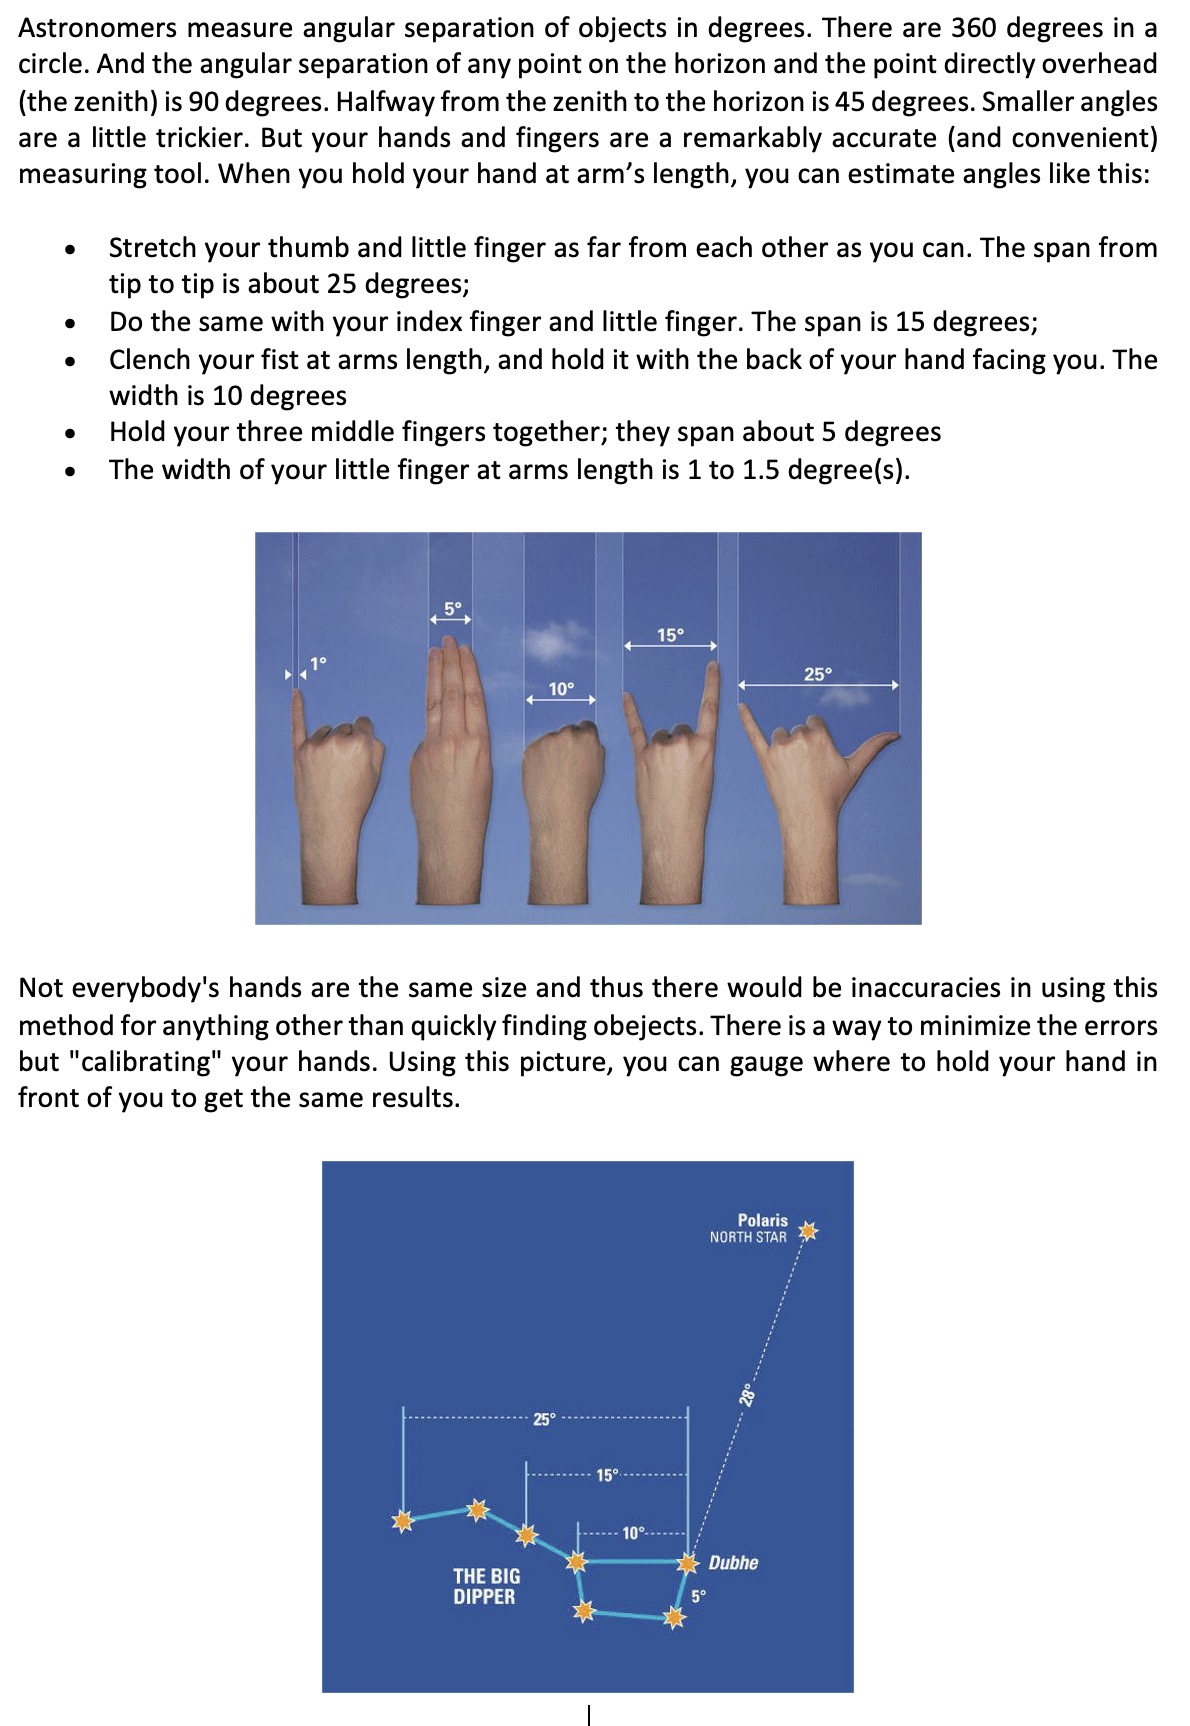 Astronomers measure angular separation of objects in degrees. There are 360 degrees in a
circle. And the angular separation of any point on the horizon and the point directly overhead
(the zenith) is 90 degrees. Halfway from the zenith to the horizon is 45 degrees. Smaller angles
are a little trickier. But your hands and fingers are a remarkably accurate (and convenient)
measuring tool. When you hold your hand at arm’s length, you can estimate angles like this:
• Stretch your thumb and little finger as far from each other as you can. The span from
tip to tip is about 25 degrees;
• Do the same with your index finger and little finger. The span is 15 degrees;
• Clench your fist at arms length, and hold it with the back of your hand facing you. The
width is 10 degrees
• Hold your three middle fingers together; they span about 5 degrees
• The width of your little finger at arms length is 1 to 1.5 degree(s).
1°
5°
10°
15°
25°
Not everybody's hands are the same size and thus there would be inaccuracies in using this
method for anything other than quickly finding obejects. There is a way to minimize the errors
but "calibrating" your hands. Using this picture, you can gauge where to hold your hand in
front of you to get the same results.
Polaris
NORTH STAR
28°
25°
15°
10°
Dubhe
THE BIG
DIPPER
5°